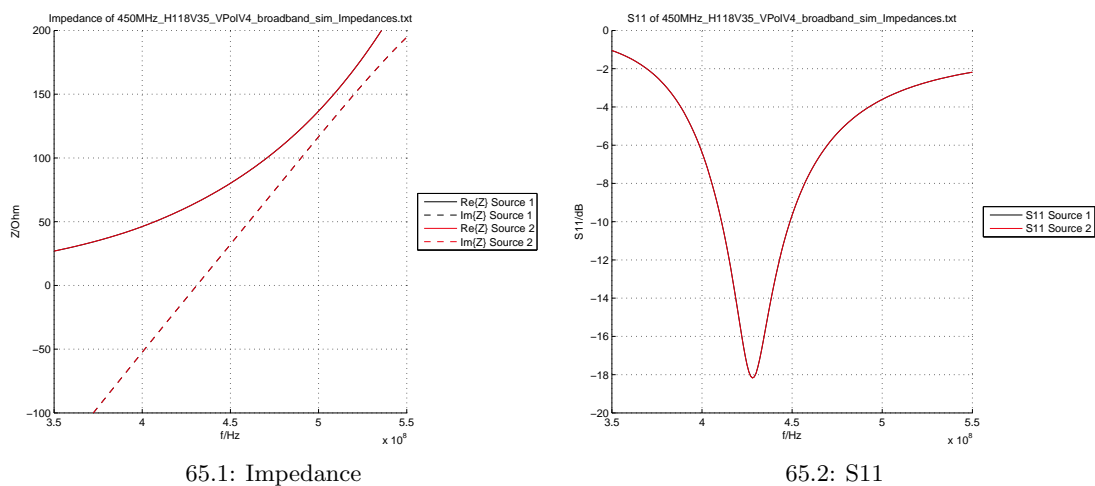 Impedance of 450MHz_H118V35_VPolV4_broadband_sim_Impedances.txt
200
150
100
50
0
−50
−100
Z/Ohm
3.5
4
4.5
5
5.5
f/Hz
x 10^8
Re{Z} Source 1
Im{Z} Source 1
Re{Z} Source 2
Im{Z} Source 2
65.1: Impedance
S11 of 450MHz_H118V35_VPolV4_broadband_sim_Impedances.txt
0
−2
−4
−6
−8
−10
−12
−14
−16
−18
−20
S11/dB
3.5
4
4.5
5
5.5
f/Hz
x 10^8
S11 Source 1
S11 Source 2
65.2: S11